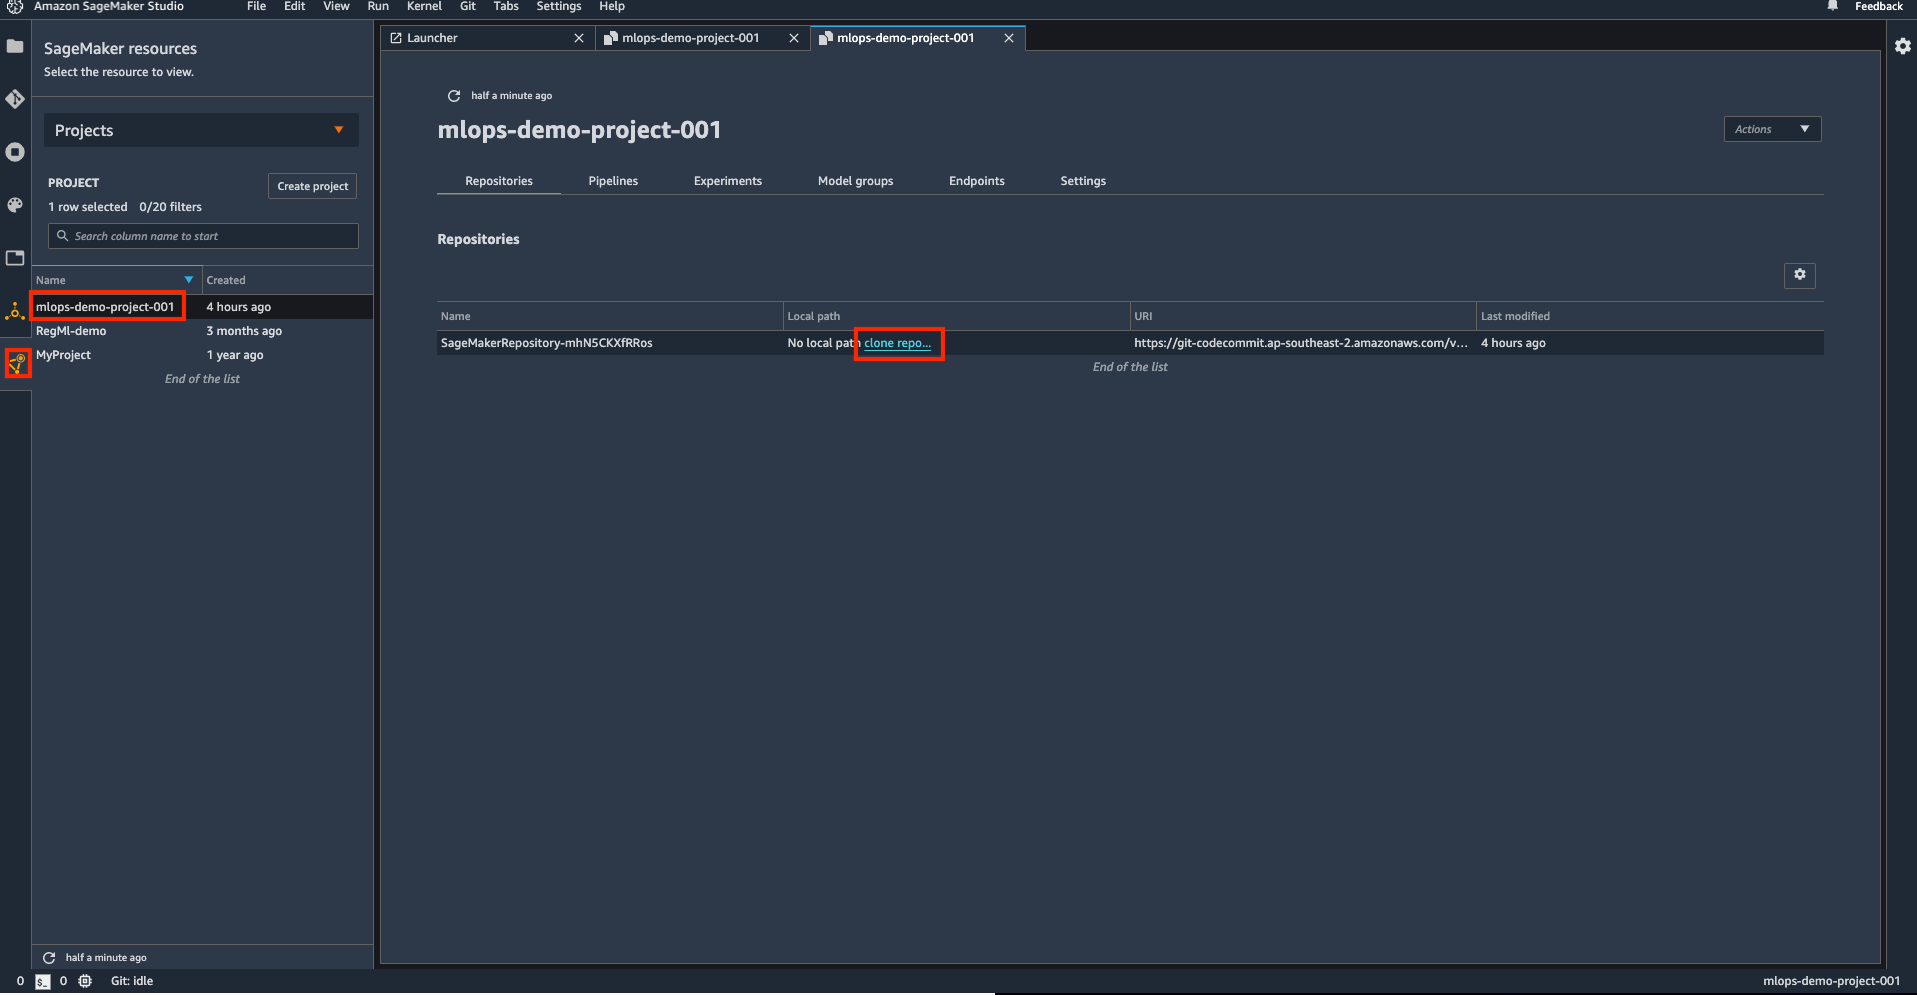 Amazon SageMaker Studio File Edit View Run Kernel Git Tabs Settings Help Feedback
SageMaker resources
Select the resource to view.
Projects
PROJECT
Create project
1 row selected 0/20 filters
Search column name to start
Name Created
mlops-demo-project-001 4 hours ago
RegMl-demo 3 months ago
MyProject 1 year ago
End of the list
half a minute ago
Launcher mlops-demo-project-001 mlops-demo-project-001
half a minute ago
mlops-demo-project-001
Actions
Repositories Pipelines Experiments Model groups Endpoints Settings
Repositories
Name Local path URI Last modified
SageMakerRepository-mhN5CKXfRRos No local path clone repo... https://git-codecommit.ap-southeast-2.amazonaws.com/v... 4 hours ago
End of the list
0 $_ 0 Git: idle mlops-demo-project-001